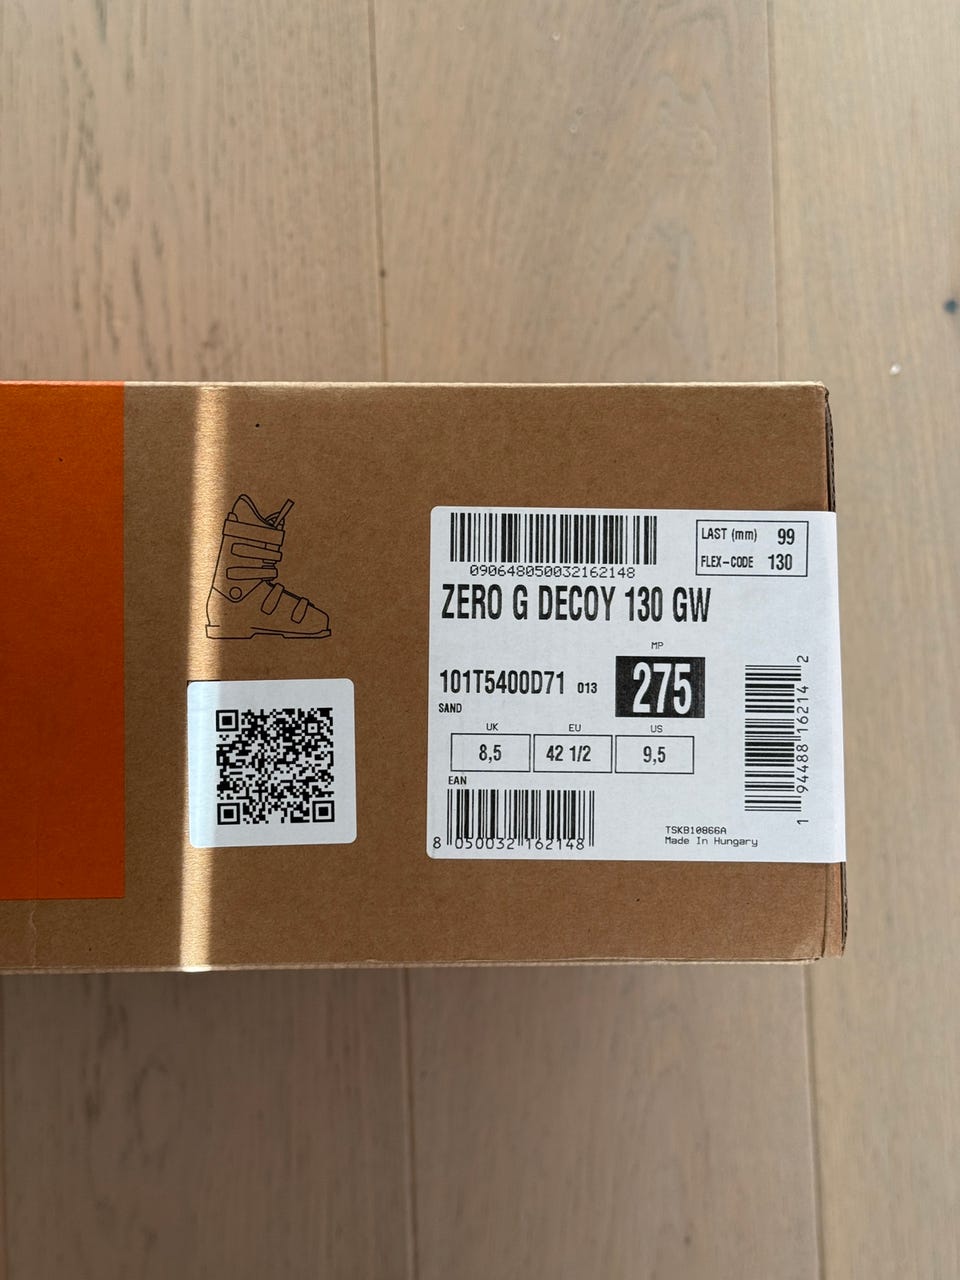 LAST (mm) 99
FLEX-CODE 130
090648050032162148
ZERO G DECOY 130 GW
MP
101T5400D71 013 275
SAND
UK EU US
8,5 42 1/2 9,5
EAN
8 050032 162148
TSKB10866A
Made In Hungary
1 94488 16214 2